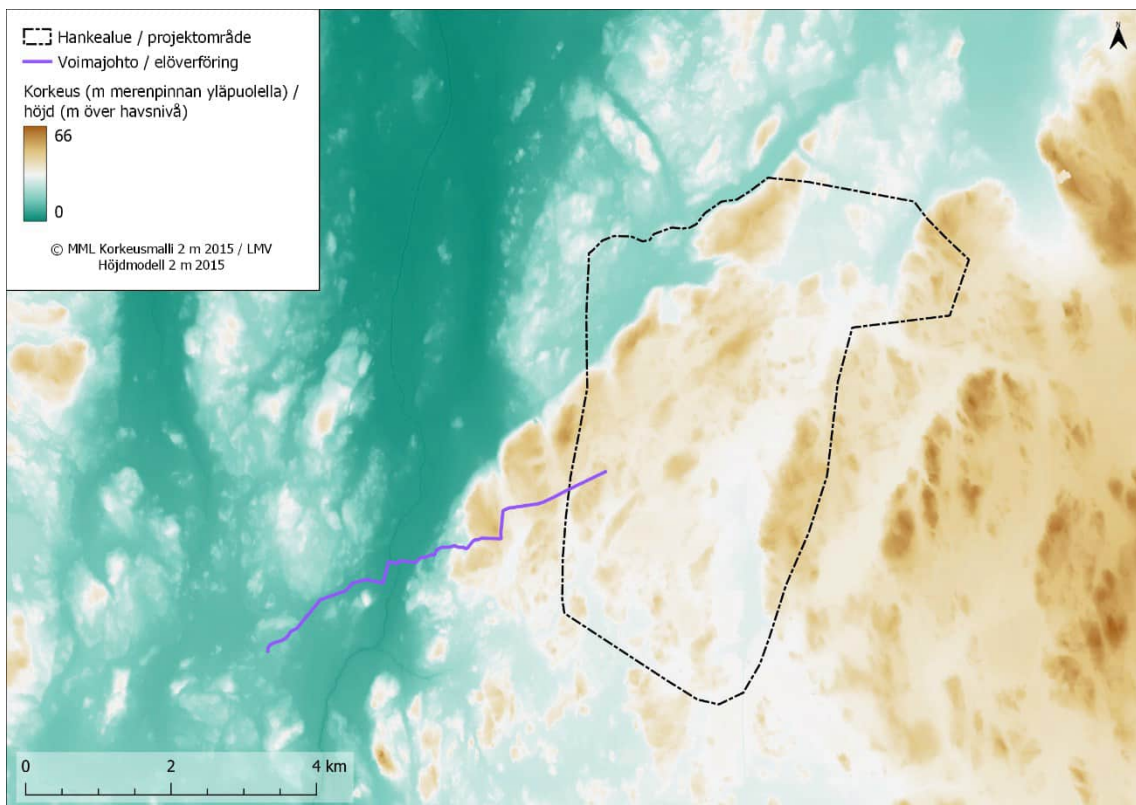 Hankealue / projektområde
Voimajohto / elöverföring
Korkeus (m merenpinnan yläpuolella) /
höjd (m över havsnivå)
66
0
© MML Korkeusmalli 2 m 2015 / LMV
Höjdmodell 2 m 2015
N
0 2 4 km